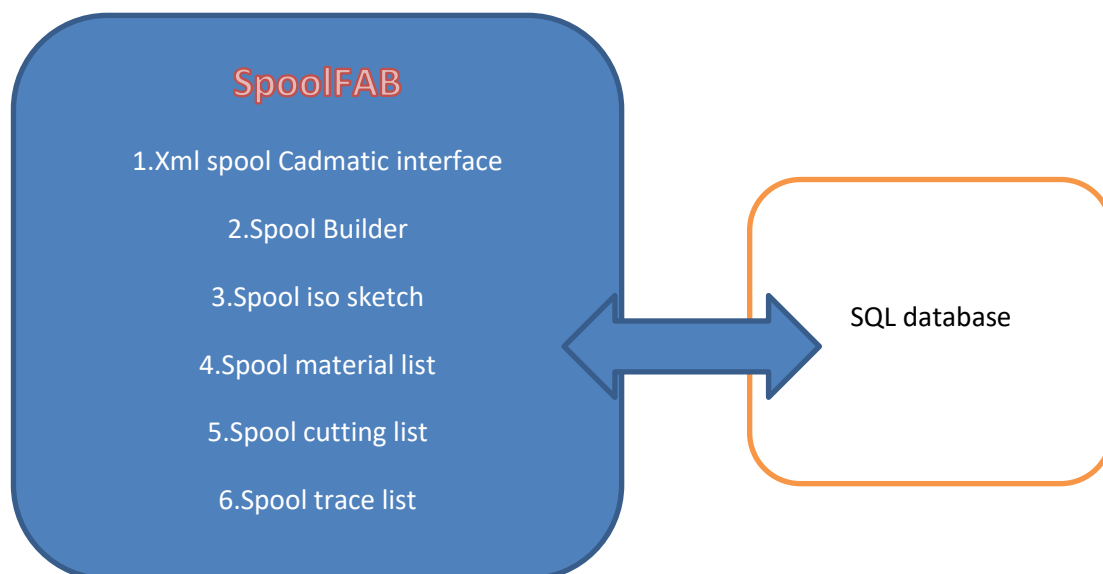 SpoolFAB
1.Xml spool Cadmatic interface
2.Spool Builder
3.Spool iso sketch
4.Spool material list
5.Spool cutting list
6.Spool trace list
SQL database